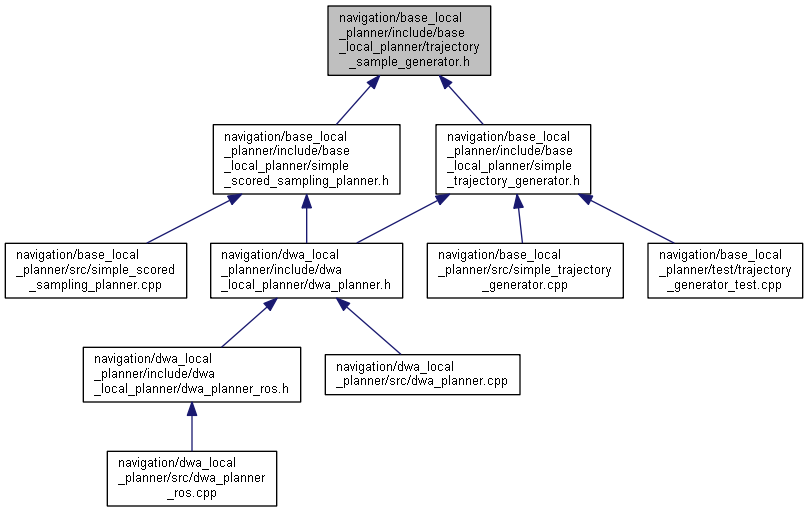 navigation/base_local
_planner/include/base
_local_planner/trajectory
_sample_generator.h
navigation/base_local
_planner/include/base
_local_planner/simple
_scored_sampling_planner.h
navigation/base_local
_planner/include/base
_local_planner/simple
_trajectory_generator.h
navigation/base_local
_planner/src/simple_scored
_sampling_planner.cpp
navigation/dwa_local
_planner/include/dwa
_local_planner/dwa_planner.h
navigation/base_local
_planner/src/simple_trajectory
_generator.cpp
navigation/base_local
_planner/test/trajectory
_generator_test.cpp
navigation/dwa_local
_planner/include/dwa
_local_planner/dwa_planner_ros.h
navigation/dwa_local
_planner/src/dwa_planner.cpp
navigation/dwa_local
_planner/src/dwa_planner
_ros.cpp